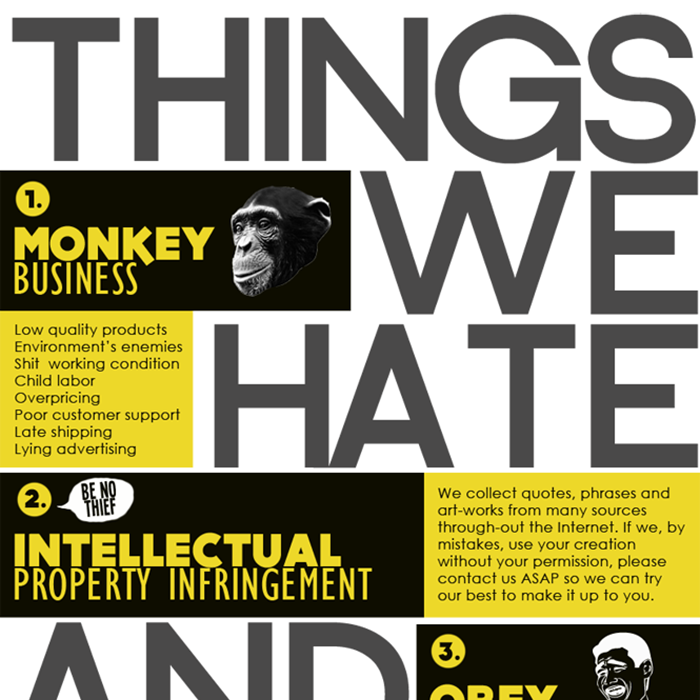 THINGS
1.
MONKEY
BUSINESS
WE
Low quality products
Environment's enemies
Shit working condition
Child labor
Overpricing
Poor customer support
Late shipping
Lying advertising
HATE
2.
BE NO
THIEF
INTELLECTUAL
PROPERTY INFRINGEMENT
We collect quotes, phrases and
art-works from many sources
through-out the Internet. If we, by
mistakes, use your creation
without your permission, please
contact us ASAP so we can try
our best to make it up to you.
AND
3.
OBEY